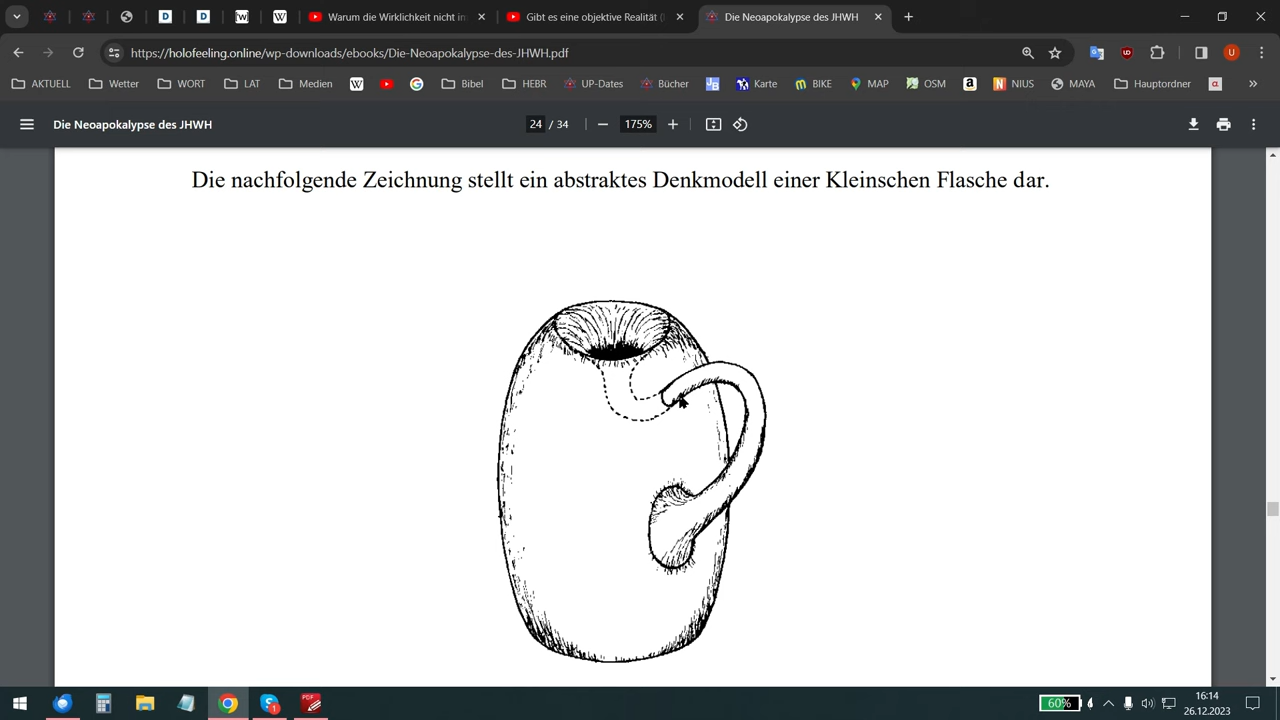 Warum die Wirklichkeit nicht in
Gibt es eine objektive Realität (
Die Neoapokalypse des JHWH
https://holofeeling.online/wp-downloads/ebooks/Die-Neoapokalypse-des-JHWH.pdf
U
AKTUELL Wetter WORT LAT Medien Bibel HEBR UP-Dates Bücher Karte BIKE MAP OSM NIUS MAYA Hauptordner
Die Neoapokalypse des JHWH 24 / 34 175%
Die nachfolgende Zeichnung stellt ein abstraktes Denkmodell einer Kleinschen Flasche dar.
60% 16:14
26.12.2023